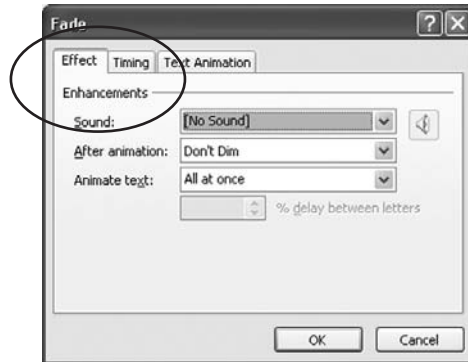 Fade
Effect Timing Text Animation
Enhancements
Sound: [No Sound]
After animation: Don't Dim
Animate text: All at once
% delay between letters
OK Cancel